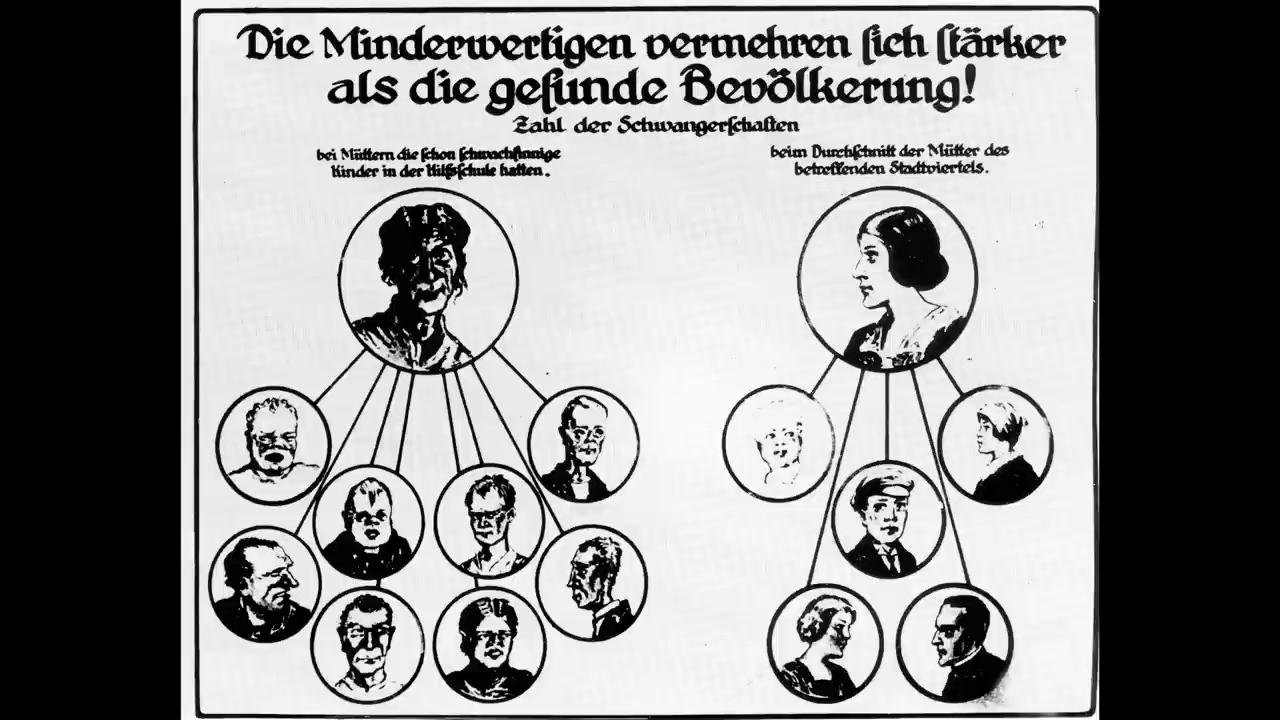 Die Minderwertigen vermehren sich stärker
als die gesunde Bevölkerung!
Zahl der Schwangerschaften
bei Müttern die schon schwachsinnige
Kinder in der Hilfsschule hatten.
beim Durchschnitt der Mütter des
betreffenden Stadtviertels.